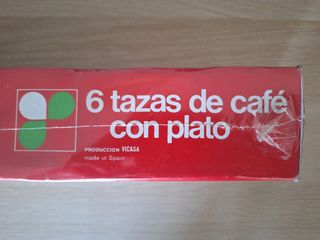 6 tazas de café
con plato
PRODUCCION VICASA
made in Spain